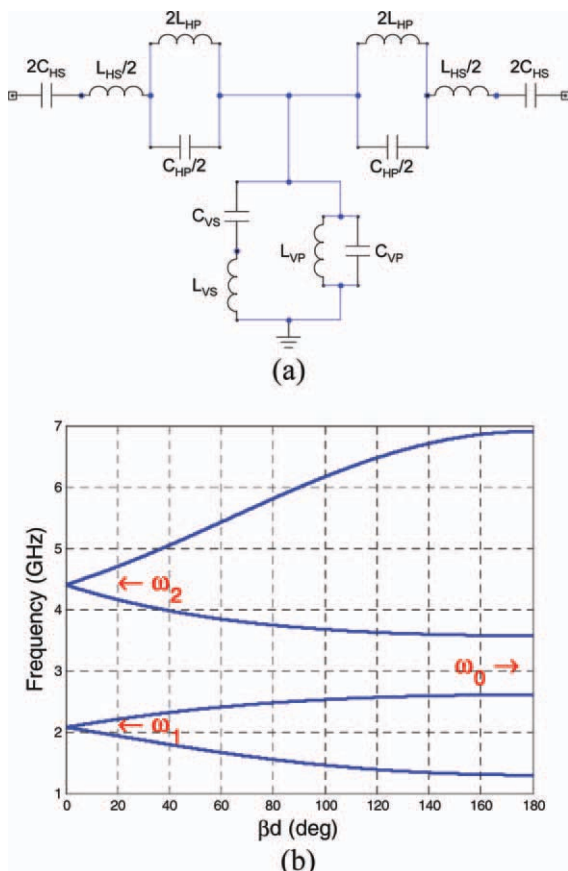 2L_HP 2L_HP
2C_HS L_HS/2 L_HS/2 2C_HS
C_HP/2 C_HP/2
C_VS L_VP C_VP
L_VS
(a)
7
6
5
4
3
2
1
Frequency (GHz)
← ω_2
ω_0 →
← ω_1
0 20 40 60 80 100 120 140 160 180
βd (deg)
(b)